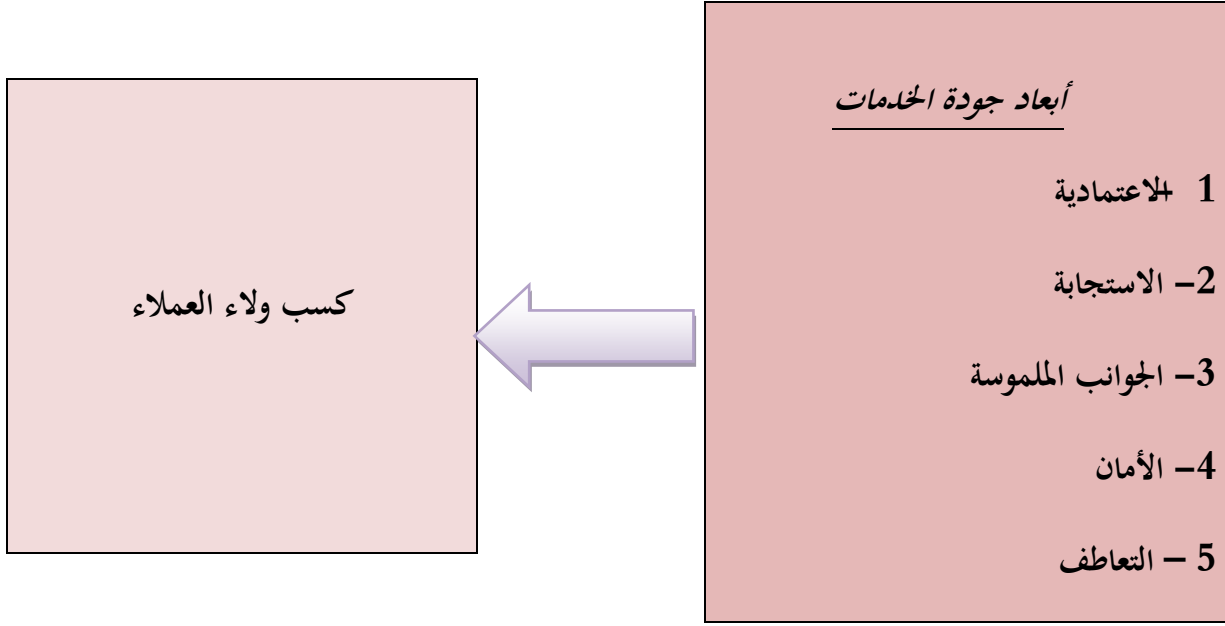 أبعاد جودة الخدمات
1 -الاعتمادية
2- الاستجابة
3- الجوانب الملموسة
4- الأمان
5 - التعاطف
كسب ولاء العملاء